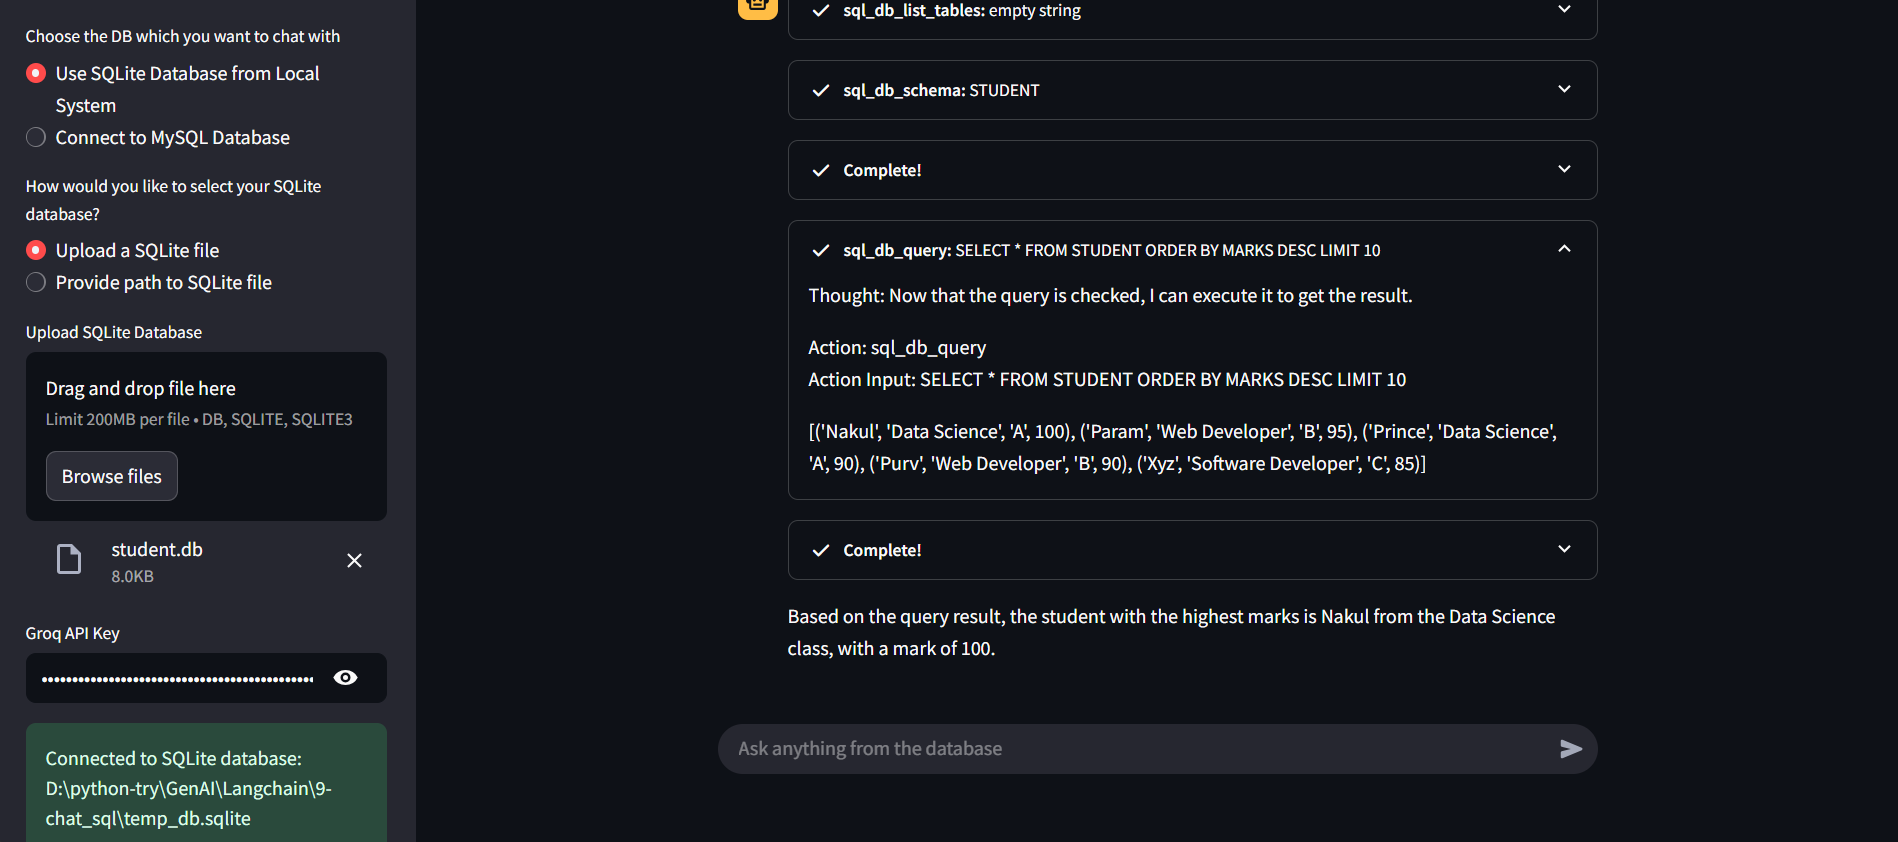 Choose the DB which you want to chat with
Use SQLite Database from Local
System
Connect to MySQL Database
How would you like to select your SQLite
database?
Upload a SQLite file
Provide path to SQLite file
Upload SQLite Database
Drag and drop file here
Limit 200MB per file • DB, SQLITE, SQLITE3
Browse files
student.db
8.0KB
Groq API Key
Connected to SQLite database:
D:\python-try\GenAI\Langchain\9-
chat_sql\temp_db.sqlite
sql_db_list_tables: empty string
sql_db_schema: STUDENT
Complete!
sql_db_query: SELECT * FROM STUDENT ORDER BY MARKS DESC LIMIT 10
Thought: Now that the query is checked, I can execute it to get the result.
Action: sql_db_query
Action Input: SELECT * FROM STUDENT ORDER BY MARKS DESC LIMIT 10
[('Nakul', 'Data Science', 'A', 100), ('Param', 'Web Developer', 'B', 95), ('Prince', 'Data Science',
'A', 90), ('Purv', 'Web Developer', 'B', 90), ('Xyz', 'Software Developer', 'C', 85)]
Complete!
Based on the query result, the student with the highest marks is Nakul from the Data Science
class, with a mark of 100.
Ask anything from the database